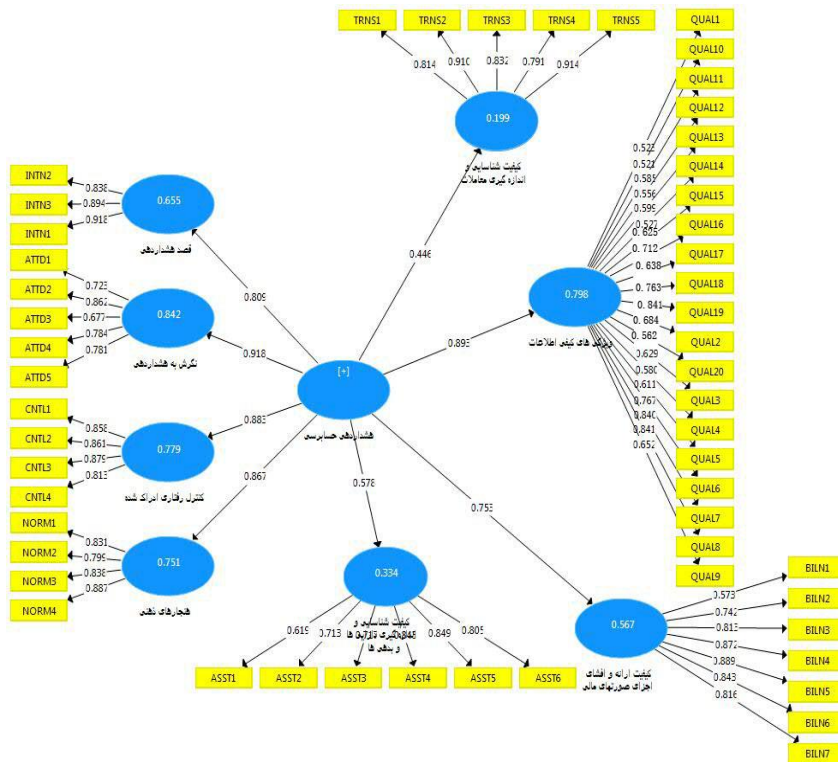 TRNS1
TRNS2
TRNS3
TRNS4
TRNS5
0.814
0.910
0.832
0.791
0.914
0.199
کیفیت شناسایی و
اندازه گیری معاملات
0.446
QUAL1
QUAL10
QUAL11
QUAL12
QUAL13
QUAL14
QUAL15
QUAL16
QUAL17
QUAL18
QUAL19
QUAL2
QUAL20
QUAL3
QUAL4
QUAL5
QUAL6
QUAL7
QUAL8
QUAL9
0.521
0.585
0.556
0.599
0.625
0.712
0.638
0.763
0.841
0.684
0.562
0.629
0.580
0.611
0.767
0.840
0.841
0.652
0.798
ویژگی های کیفی اطلاعات
0.893
INTN2
INTN3
INTN1
0.838
0.894
0.918
0.655
قصد هشداردهی
0.809
ATTD1
ATTD2
ATTD3
ATTD4
ATTD5
0.723
0.862
0.677
0.784
0.781
0.842
نگرش به هشداردهی
0.918
[+]
هشداردهی حسابرسی
CNTL1
CNTL2
CNTL3
CNTL4
0.858
0.861
0.879
0.813
0.779
کنترل رفتاری ادراک شده
0.883
NORM1
NORM2
NORM3
NORM4
0.831
0.799
0.838
0.887
0.751
هنجارهای ذهنی
0.867
0.578
0.334
کیفیت شناسایی و
و بدهی ها
0.619
0.713
0.849
0.805
ASST1
ASST2
ASST3
ASST4
ASST5
ASST6
0.753
0.567
کیفیت ارائه و افشای
اجزای صورتهای مالی
0.573
0.742
0.813
0.872
0.889
0.843
0.816
BILN1
BILN2
BILN3
BILN4
BILN5
BILN6
BILN7